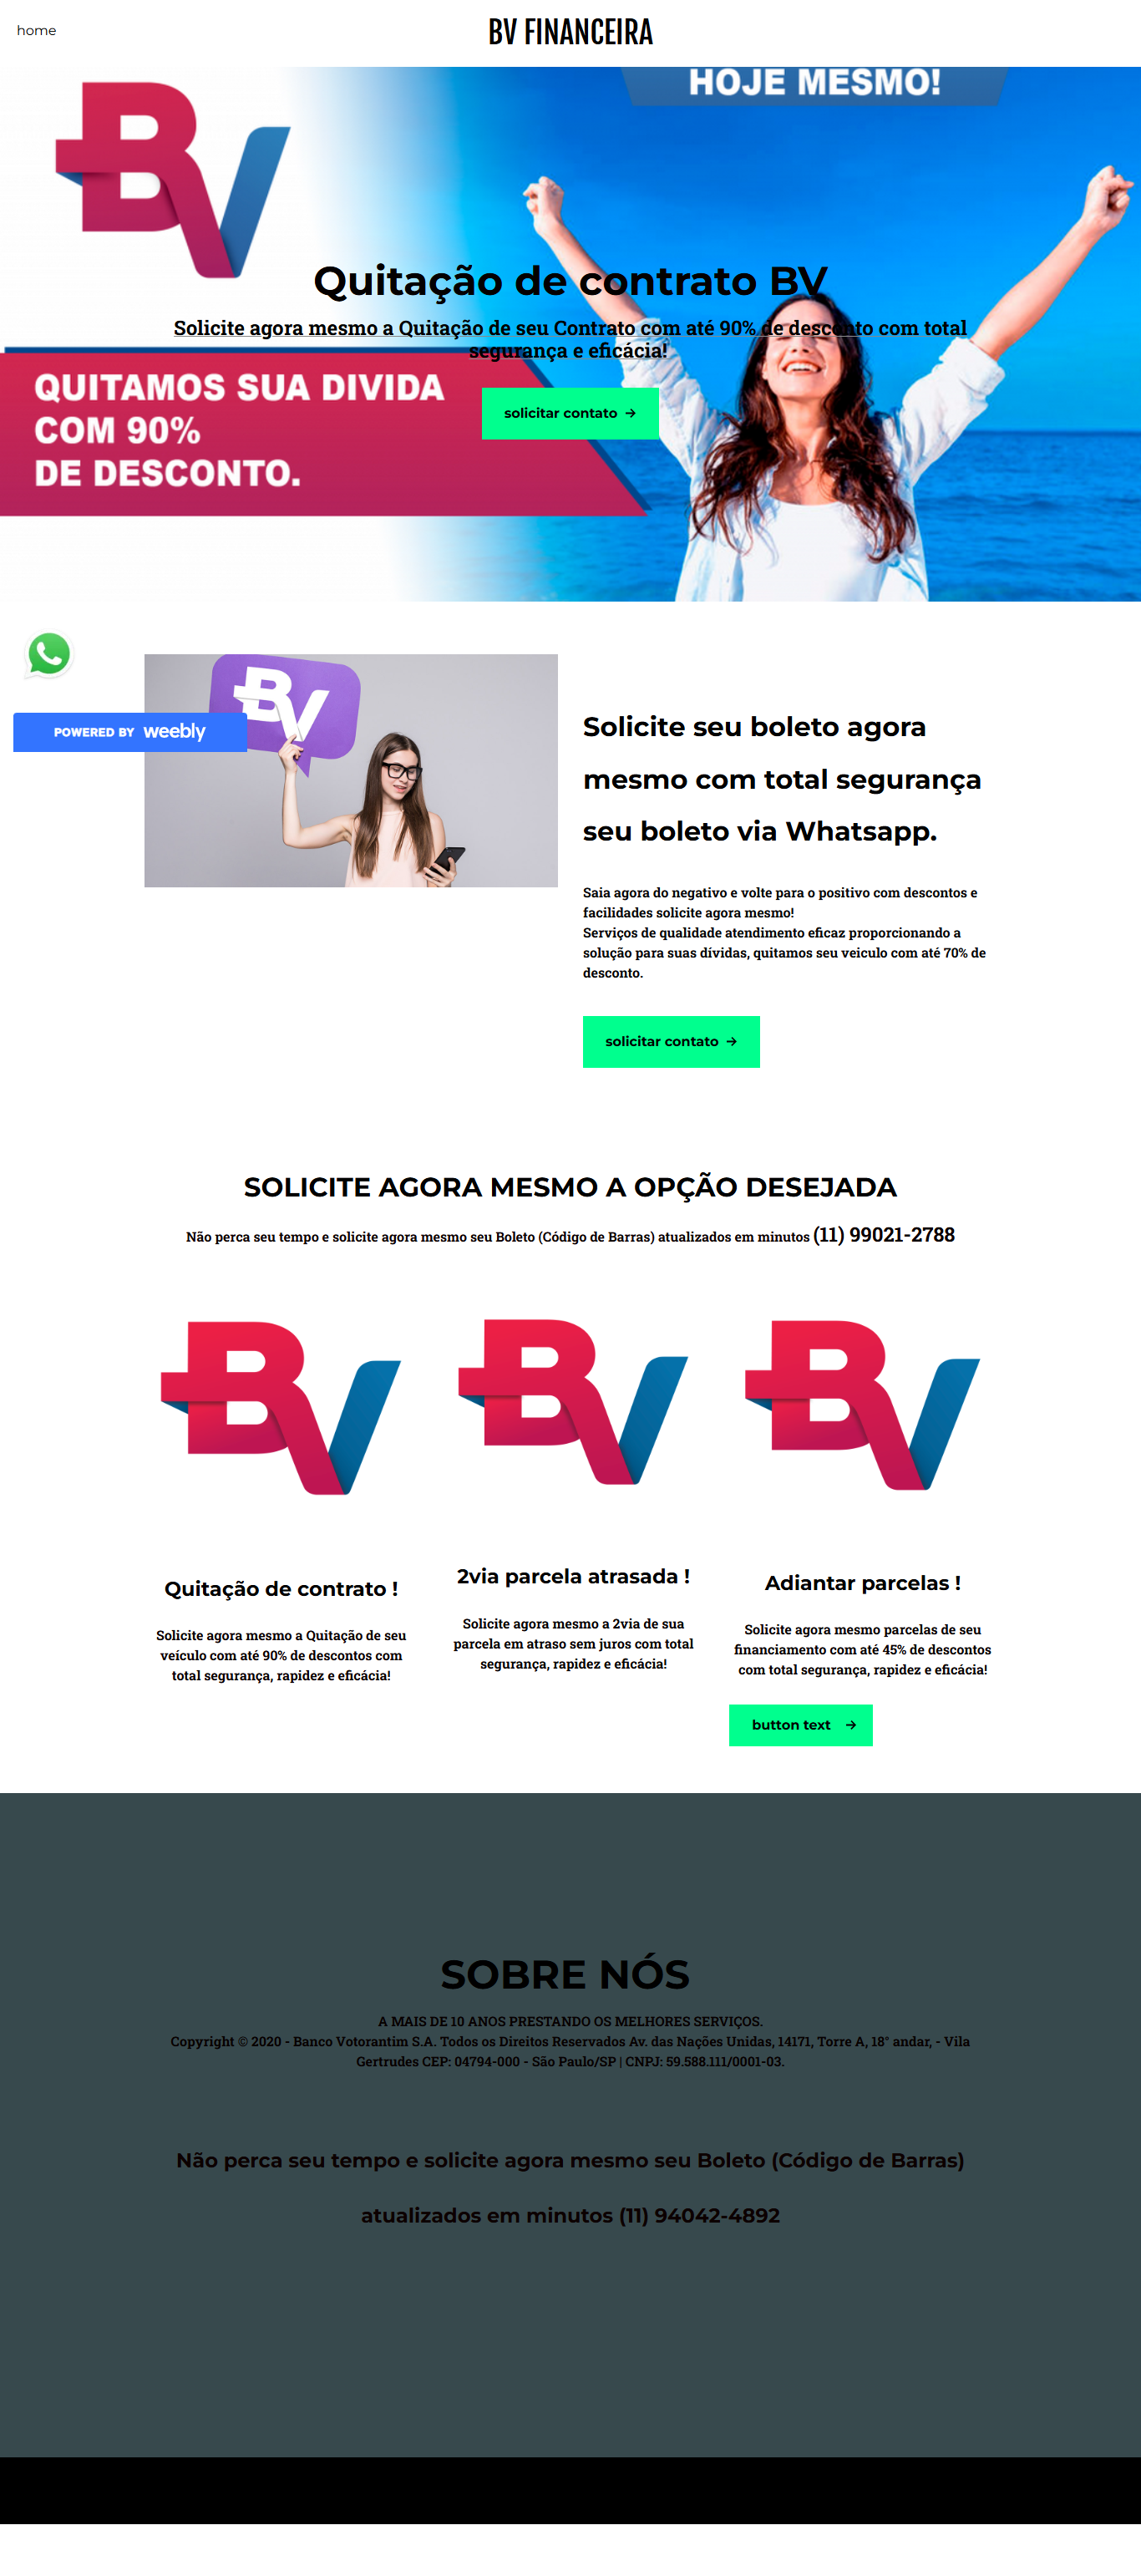 home
BV FINANCEIRA
HOJE MESMO!
BV
Quitação de contrato BV
Solicite agora mesmo a Quitação de seu Contrato com até 90% de desconto com total
segurança e eficácia!
QUITAMOS SUA DIVIDA
COM 90%
DE DESCONTO.
solicitar contato →
BV
POWERED BY weebly
Solicite seu boleto agora
mesmo com total segurança
seu boleto via Whatsapp.
Saia agora do negativo e volte para o positivo com descontos e
facilidades solicite agora mesmo!
Serviços de qualidade atendimento eficaz proporcionando a
solução para suas dívidas, quitamos seu veiculo com até 70% de
desconto.
solicitar contato →
SOLICITE AGORA MESMO A OPÇÃO DESEJADA
Não perca seu tempo e solicite agora mesmo seu Boleto (Código de Barras) atualizados em minutos (11) 99021-2788
BV
BV
BV
Quitação de contrato !
Solicite agora mesmo a Quitação de seu
veículo com até 90% de descontos com
total segurança, rapidez e eficácia!
2via parcela atrasada !
Solicite agora mesmo a 2via de sua
parcela em atraso sem juros com total
segurança, rapidez e eficácia!
Adiantar parcelas !
Solicite agora mesmo parcelas de seu
financiamento com até 45% de descontos
com total segurança, rapidez e eficácia!
button text →
SOBRE NÓS
A MAIS DE 10 ANOS PRESTANDO OS MELHORES SERVIÇOS.
Copyright © 2020 - Banco Votorantim S.A. Todos os Direitos Reservados Av. das Nações Unidas, 14171, Torre A, 18° andar, - Vila
Gertrudes CEP: 04794-000 - São Paulo/SP | CNPJ: 59.588.111/0001-03.
Não perca seu tempo e solicite agora mesmo seu Boleto (Código de Barras)
atualizados em minutos (11) 94042-4892